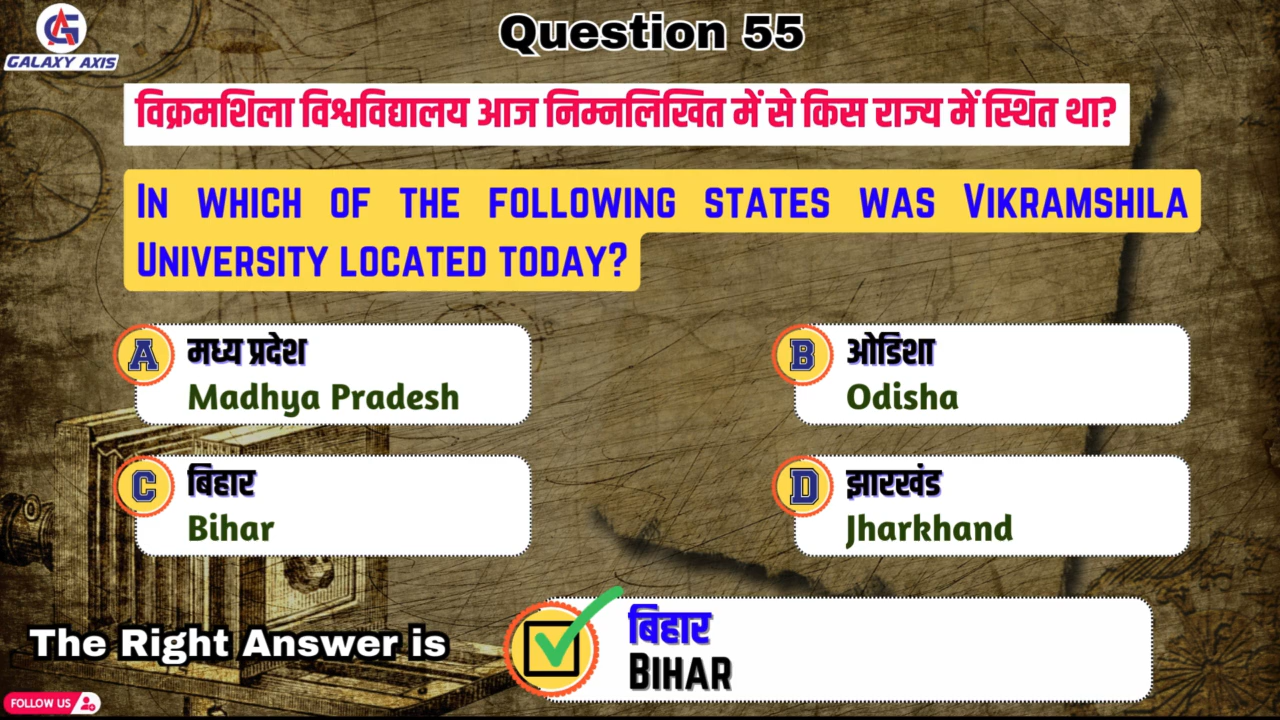 GALAXY AXIS
Question 55
विक्रमशिला विश्वविद्यालय आज निम्नलिखित में से किस राज्य में स्थित था?
In which of the following states was Vikramshila
University located today?
A
मध्य प्रदेश
Madhya Pradesh
B
ओडिशा
Odisha
C
बिहार
Bihar
D
झारखंड
Jharkhand
The Right Answer is
बिहार
Bihar
FOLLOW US